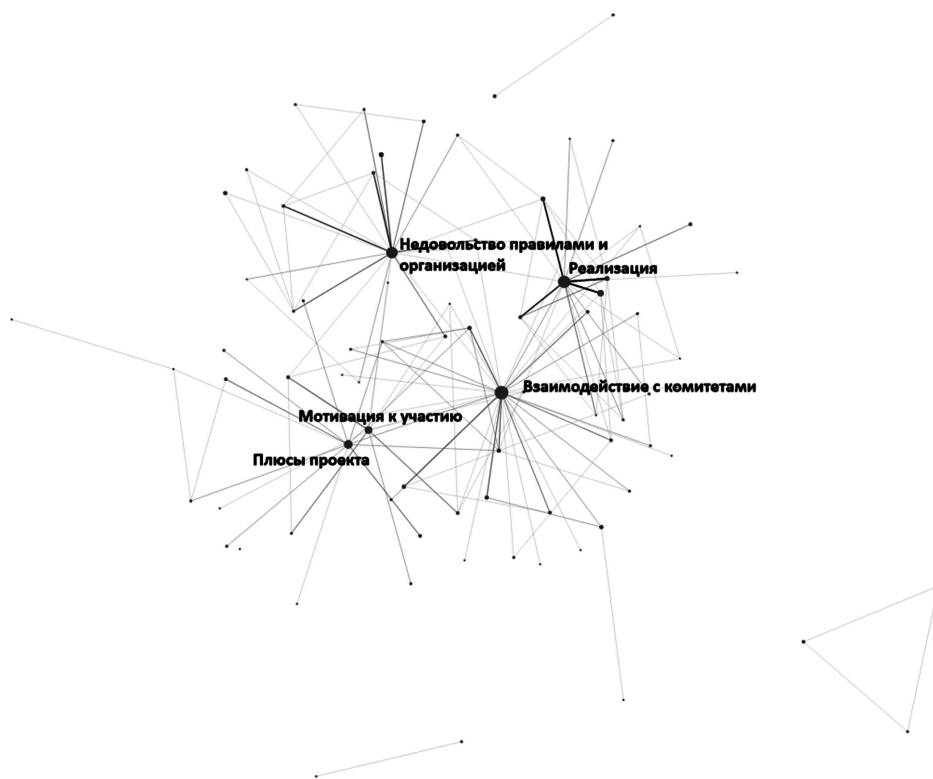 Недовольство правилами и
организацией
Реализация
Взаимодействие с комитетами
Мотивация к участию
Плюсы проекта